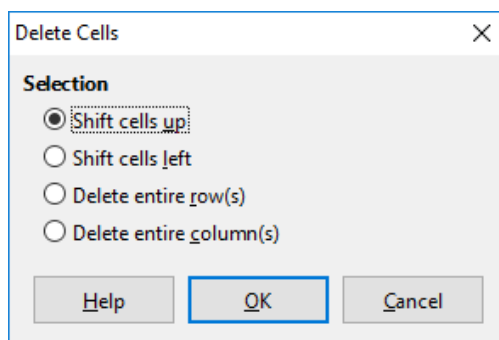 Delete Cells
Selection
Shift cells up
Shift cells left
Delete entire row(s)
Delete entire column(s)
Help OK Cancel